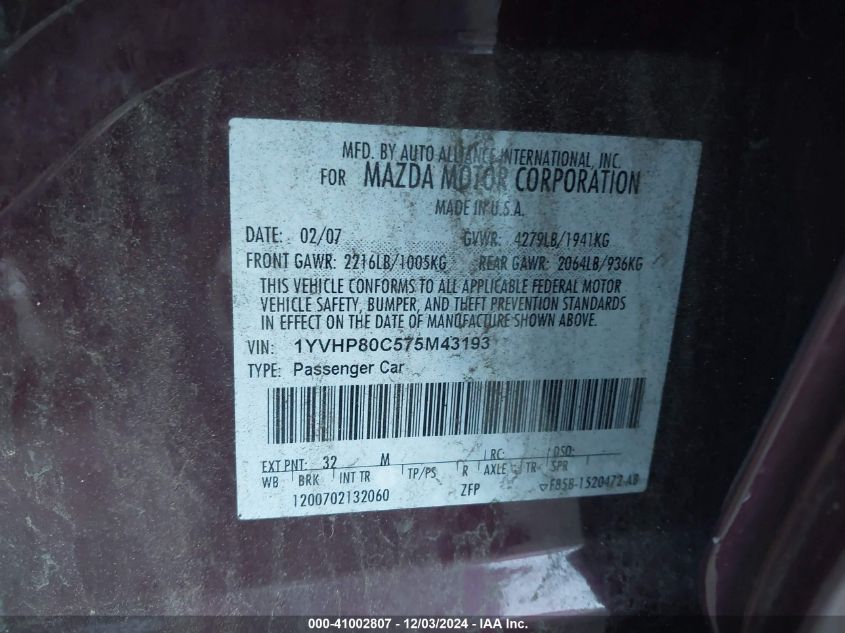 MFD. BY AUTO ALLIANCE INTERNATIONAL, INC.
FOR MAZDA MOTOR CORPORATION
MADE IN U.S.A.
DATE: 02/07 GVWR: 4279LB/1941KG
FRONT GAWR: 2216LB/1005KG REAR GAWR: 2064LB/936KG
THIS VEHICLE CONFORMS TO ALL APPLICABLE FEDERAL MOTOR
VEHICLE SAFETY, BUMPER, AND THEFT PREVENTION STANDARDS
IN EFFECT ON THE DATE OF MANUFACTURE SHOWN ABOVE.
VIN: 1YVHP80C575M43193
TYPE: Passenger Car
EXT PNT: 32 M RC: DSO:
WB BRK INT TR TP/PS R AXLE TR SPR
1200702132060 ZFP F85B-1520472-AB
000-41002807 - 12/03/2024 - IAA Inc.